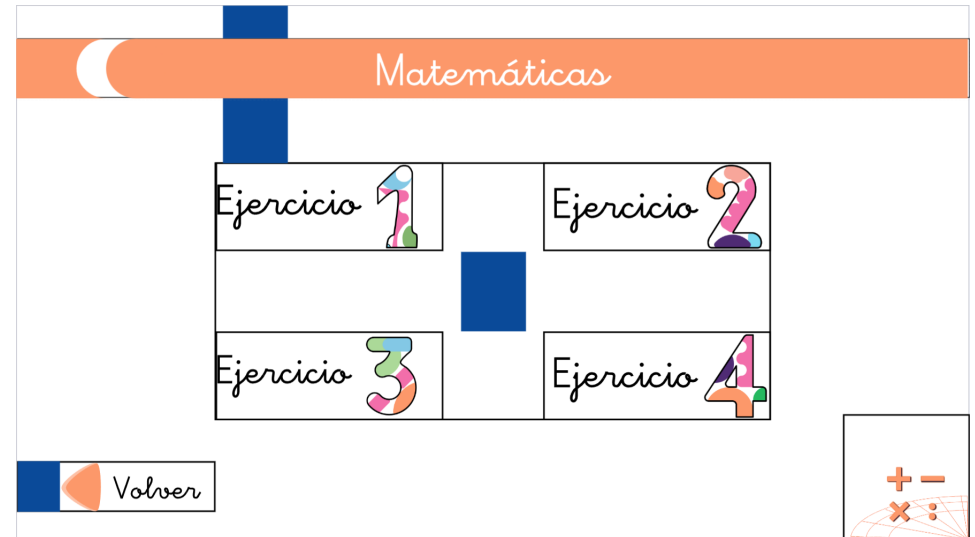 Matemáticas
Ejercicio 1
Ejercicio 2
Ejercicio 3
Ejercicio 4
Volver
+ −
× :